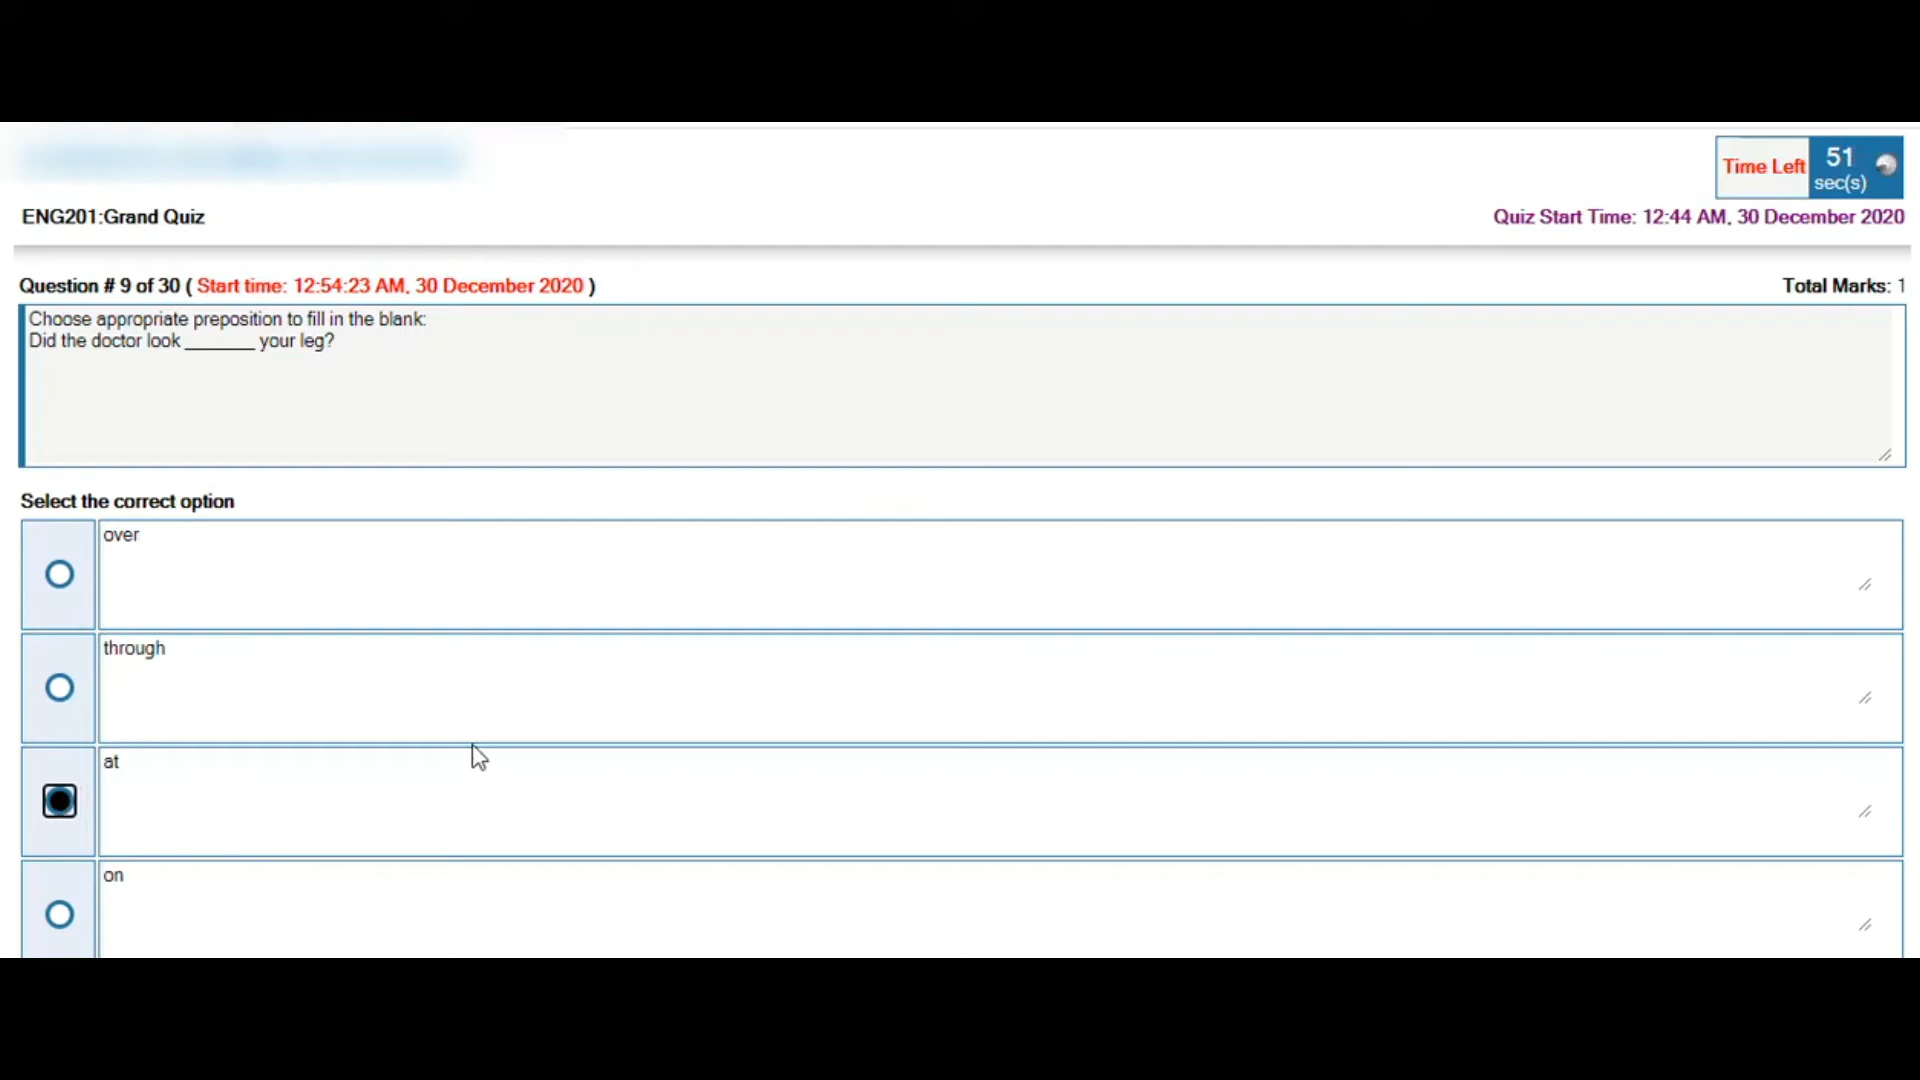 Time Left 51
sec(s)
ENG201:Grand Quiz
Quiz Start Time: 12:44 AM, 30 December 2020
Question # 9 of 30 ( Start time: 12:54:23 AM, 30 December 2020 )
Total Marks: 1
Choose appropriate preposition to fill in the blank:
Did the doctor look _______ your leg?
Select the correct option
over
through
at
on